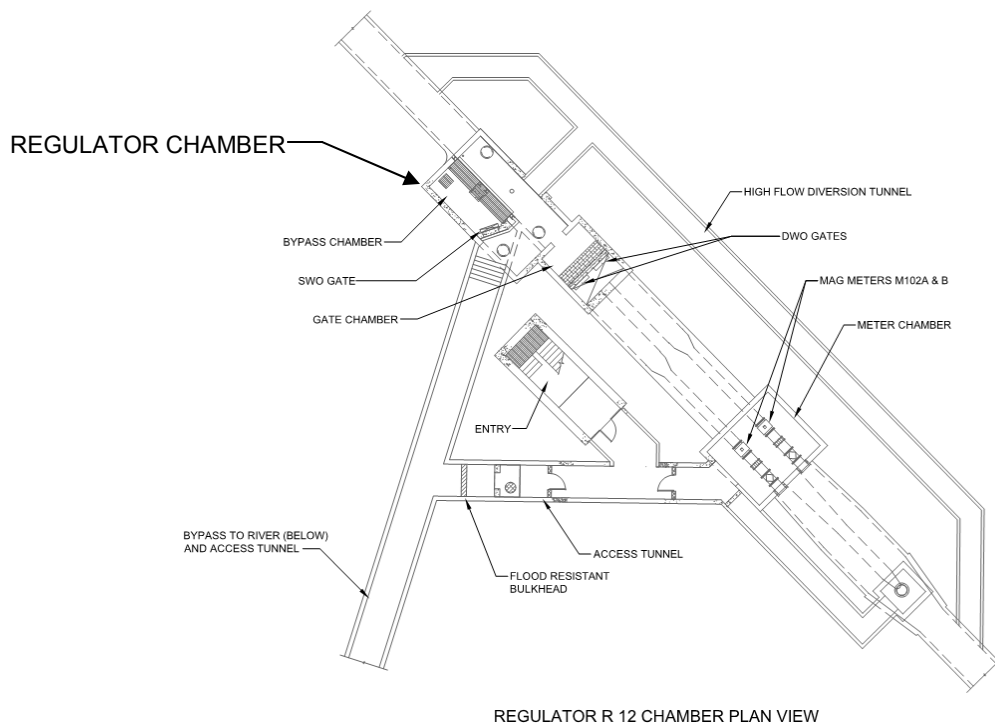 REGULATOR CHAMBER
HIGH FLOW DIVERSION TUNNEL
BYPASS CHAMBER
DWO GATES
SWO GATE
MAG METERS M102A & B
GATE CHAMBER
METER CHAMBER
ENTRY
BYPASS TO RIVER (BELOW)
AND ACCESS TUNNEL
ACCESS TUNNEL
FLOOD RESISTANT
BULKHEAD
REGULATOR R 12 CHAMBER PLAN VIEW